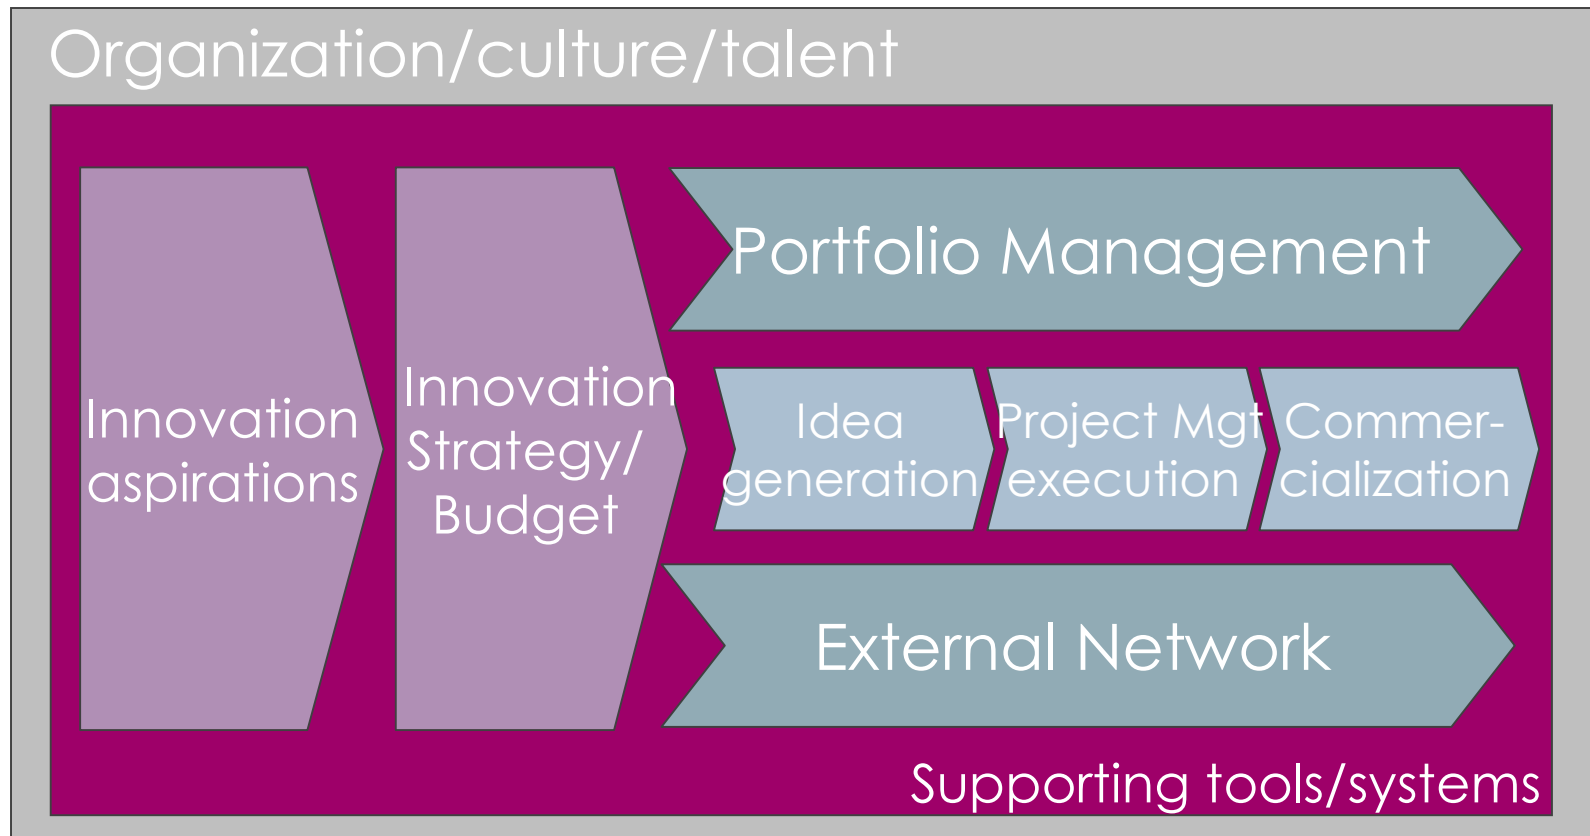 Organization/culture/talent
Innovation
aspirations
Innovation
Strategy/
Budget
Portfolio Management
Idea
generation
Project Mgt
execution
Commer-
cialization
External Network
Supporting tools/systems